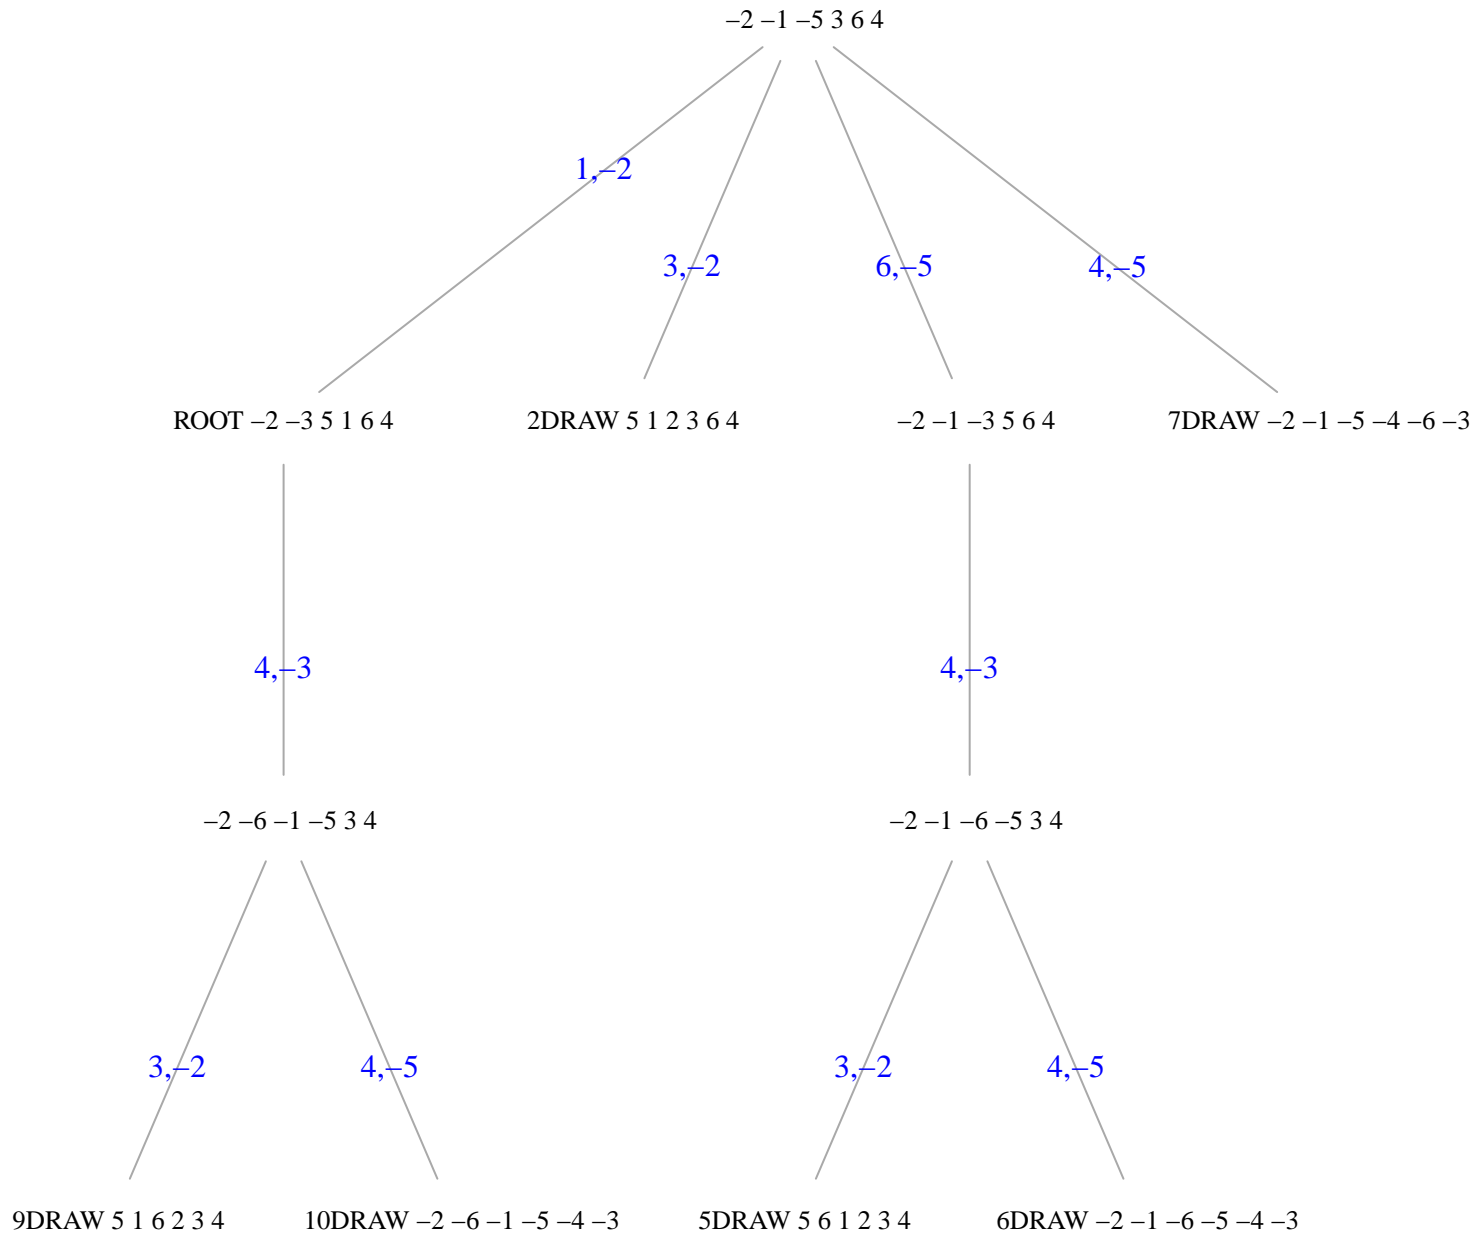 –2 –1 –5 3 6 4
1,–2
3,–2
6,–5
4,–5
ROOT –2 –3 5 1 6 4
2DRAW 5 1 2 3 6 4
–2 –1 –3 5 6 4
7DRAW –2 –1 –5 –4 –6 –3
4,–3
4,–3
–2 –6 –1 –5 3 4
–2 –1 –6 –5 3 4
3,–2
4,–5
3,–2
4,–5
9DRAW 5 1 6 2 3 4
10DRAW –2 –6 –1 –5 –4 –3
5DRAW 5 6 1 2 3 4
6DRAW –2 –1 –6 –5 –4 –3